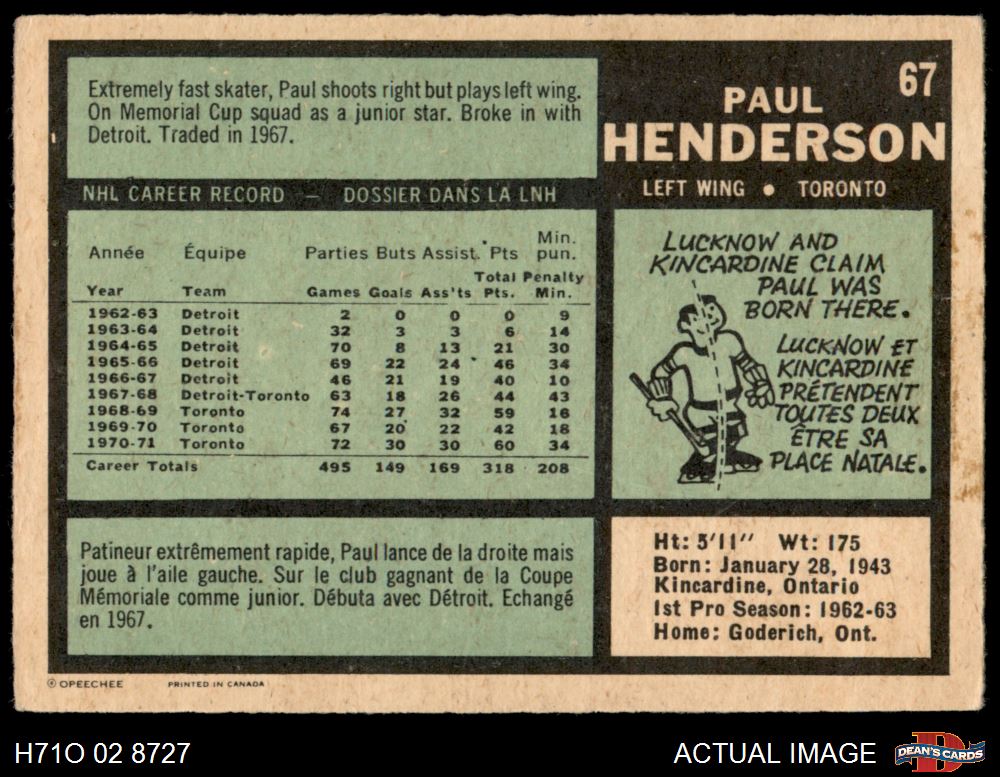 67
PAUL
HENDERSON
LEFT WING • TORONTO
Extremely fast skater, Paul shoots right but plays left wing.
On Memorial Cup squad as a junior star. Broke in with
Detroit. Traded in 1967.
NHL CAREER RECORD — DOSSIER DANS LA LNH
Min.
Année Équipe Parties Buts Assist. Pts pun.
Total Penalty
Year Team Games Goals Ass'ts Pts. Min.
1962-63 Detroit 2 0 0 0 9
1963-64 Detroit 32 3 3 6 14
1964-65 Detroit 70 8 13 21 30
1965-66 Detroit 69 22 24 46 34
1966-67 Detroit 46 21 19 40 10
1967-68 Detroit-Toronto 63 18 26 44 43
1968-69 Toronto 74 27 32 59 16
1969-70 Toronto 67 20 22 42 18
1970-71 Toronto 72 30 30 60 34
Career Totals 495 149 169 318 208
LUCKNOW AND
KINCARDINE CLAIM
PAUL WAS
BORN THERE.
LUCKNOW ET
KINCARDINE
PRÉTENDENT
TOUTES DEUX
ÊTRE SA
PLACE NATALE.
Patineur extrêmement rapide, Paul lance de la droite mais
joue à l'aile gauche. Sur le club gagnant de la Coupe
Mémoriale comme junior. Débuta avec Détroit. Echangé
en 1967.
Ht: 5'11" Wt: 175
Born: January 28, 1943
Kincardine, Ontario
1st Pro Season: 1962-63
Home: Goderich, Ont.
© OPEECHEE PRINTED IN CANADA
H71O 02 8727 ACTUAL IMAGE
D
DEAN'S CARDS